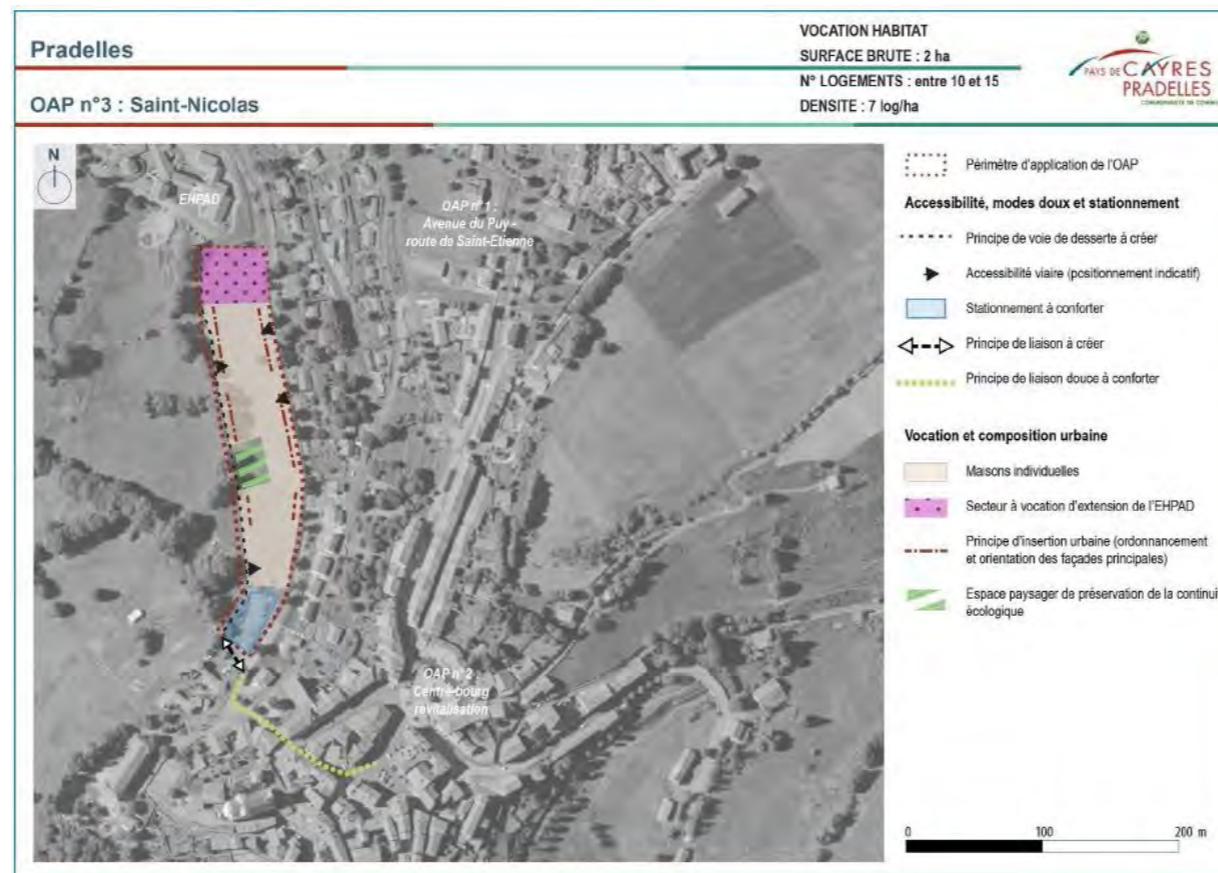 Pradelles
OAP n°3 : Saint-Nicolas
VOCATION HABITAT
SURFACE BRUTE : 2 ha
N° LOGEMENTS : entre 10 et 15
DENSITE : 7 log/ha
PAYS DE CAYRES
PRADELLES
COMMUNAUTE DE COMMU
N
EHPAD
OAP n°1 :
Avenue du Puy -
route de Saint-Etienne
OAP n°2 :
Centre-bourg
revitalisation
Périmètre d'application de l'OAP
Accessibilité, modes doux et stationnement
Principe de voie de desserte à créer
Accessibilité viaire (positionnement indicatif)
Stationnement à conforter
Principe de liaison à créer
Principe de liaison douce à conforter
Vocation et composition urbaine
Maisons individuelles
Secteur à vocation d'extension de l'EHPAD
Principe d'insertion urbaine (ordonnancement
et orientation des façades principales)
Espace paysager de préservation de la continui
écologique
0 100 200 m